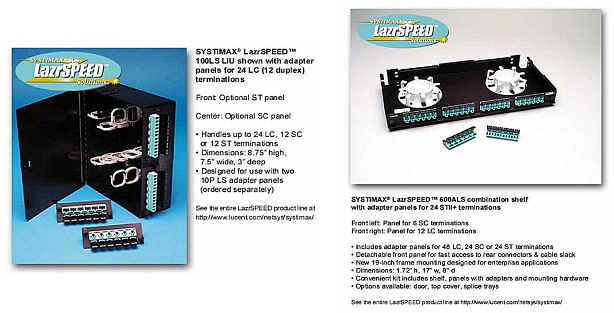 SYSTIMAX
LazrSPEED™
Solutions
SYSTIMAX® LazrSPEED™
100LS LIU shown with adapter
panels for 24 LC (12 duplex)
terminations
Front: Optional ST panel
Center: Optional SC panel
• Handles up to 24 LC, 12 SC
or 12 ST terminations
• Dimensions: 8.75" high,
7.5" wide, 3" deep
• Designed for use with two
10P LS adapter panels
(ordered separately)
See the entire LazrSPEED product line at
http://www.lucent.com/netsys/systimax/
SYSTIMAX
LazrSPEED™
Solutions
SYSTIMAX® LazrSPEED™ 600ALS combination shelf
with adapter panels for 24 STII+ terminations
Front left: Panel for 6 SC terminations
Front right: Panel for 12 LC terminations
• Includes adapter panels for 48 LC, 24 SC or 24 ST terminations
• Detachable front panel for fast access to rear connectors & cable slack
• New 19-inch frame mounting designed for enterprise applications
• Dimensions: 1.72" h, 17" w, 8" d
• Convenient kit includes shelf, panels with adapters and mounting hardware
• Options available: door, top cover, splice trays
See the entire LazrSPEED product line at http://www.lucent.com/netsys/systimax/